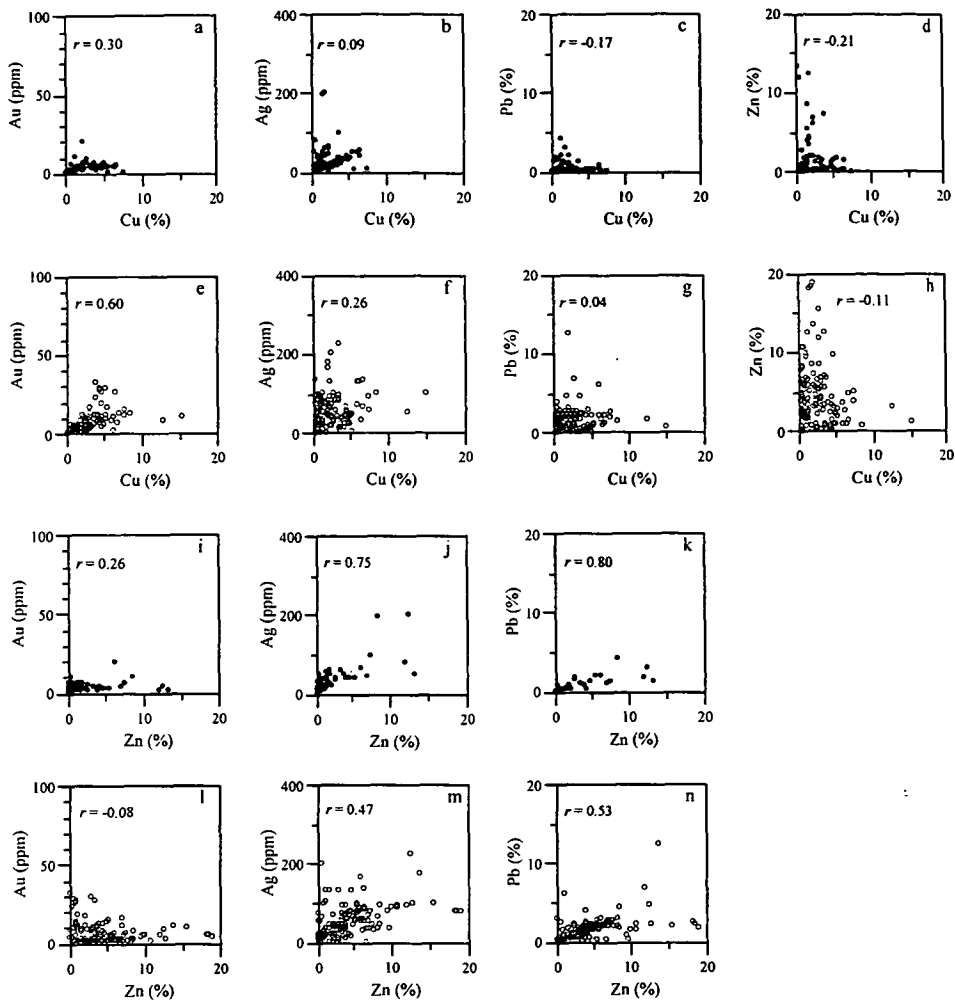 100
50
0
0
10
20
Au (ppm)
Cu (%)
r = 0.30
a
400
200
0
0
10
20
Ag (ppm)
Cu (%)
r = 0.09
b
20
10
0
0
10
20
Pb (%)
Cu (%)
r = -0.17
c
20
10
0
0
10
20
Zn (%)
Cu (%)
r = -0.21
d
100
50
0
0
10
20
Au (ppm)
Cu (%)
r = 0.60
e
400
200
0
0
10
20
Ag (ppm)
Cu (%)
r = 0.26
f
20
10
0
0
10
20
Pb (%)
Cu (%)
r = 0.04
g
20
10
0
0
10
20
Zn (%)
Cu (%)
r = -0.11
h
100
50
0
0
10
20
Au (ppm)
Zn (%)
r = 0.26
i
400
200
0
0
10
20
Ag (ppm)
Zn (%)
r = 0.75
j
20
10
0
0
10
20
Pb (%)
Zn (%)
r = 0.80
k
100
50
0
0
10
20
Au (ppm)
Zn (%)
r = -0.08
l
400
200
0
0
10
20
Ag (ppm)
Zn (%)
r = 0.47
m
20
10
0
0
10
20
Pb (%)
Zn (%)
r = 0.53
n